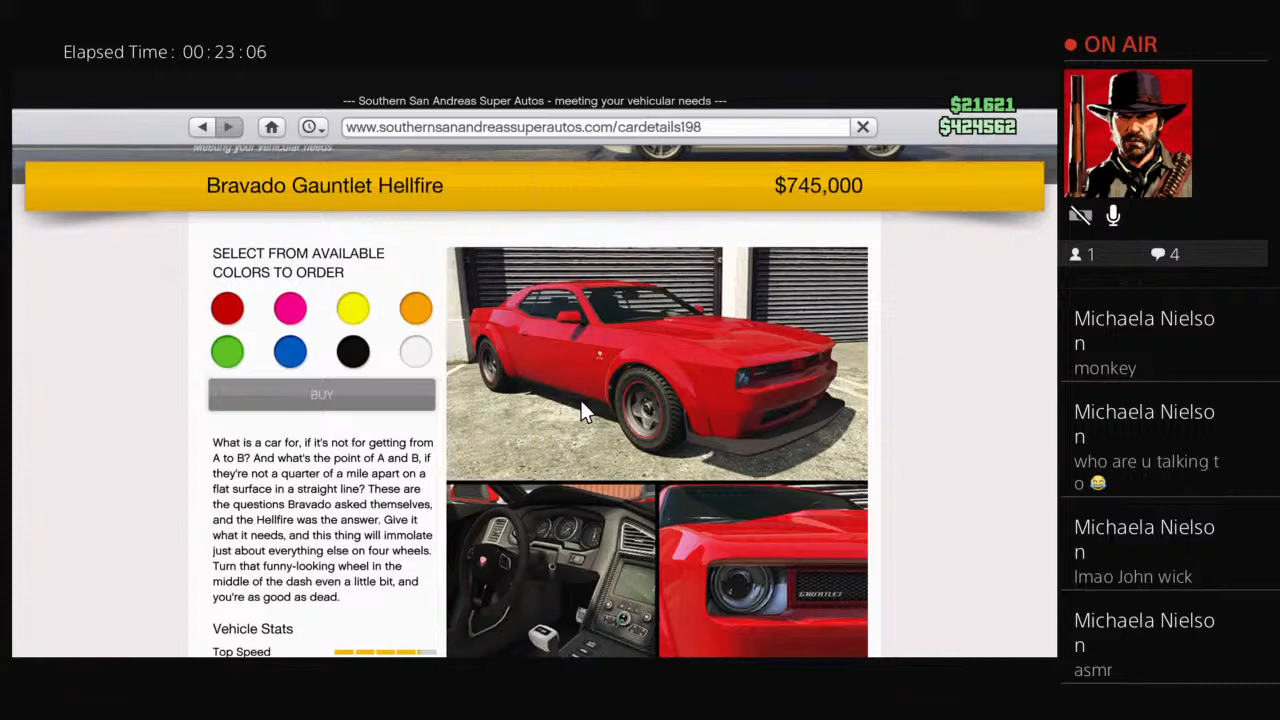 Elapsed Time: 00:23:06
ON AIR
--- Southern San Andreas Super Autos - meeting your vehicular needs ---
$21621
www.southernsanandreassuperautos.com/cardetails198
$424562
Meeting your vehicular needs
Bravado Gauntlet Hellfire
$745,000
SELECT FROM AVAILABLE
COLORS TO ORDER
BUY
What is a car for, if it's not for getting from
A to B? And what's the point of A and B, if
they're not a quarter of a mile apart on a
flat surface in a straight line? These are
the questions Bravado asked themselves,
and the Hellfire was the answer. Give it
what it needs, and this thing will immolate
just about everything else on four wheels.
Turn that funny-looking wheel in the
middle of the dash even a little bit, and
you're as good as dead.
Vehicle Stats
Top Speed
GAUNTLET
1
4
Michaela Nielso
n
monkey
Michaela Nielso
n
who are u talking t
o 😂
Michaela Nielso
n
lmao John wick
Michaela Nielso
n
asmr